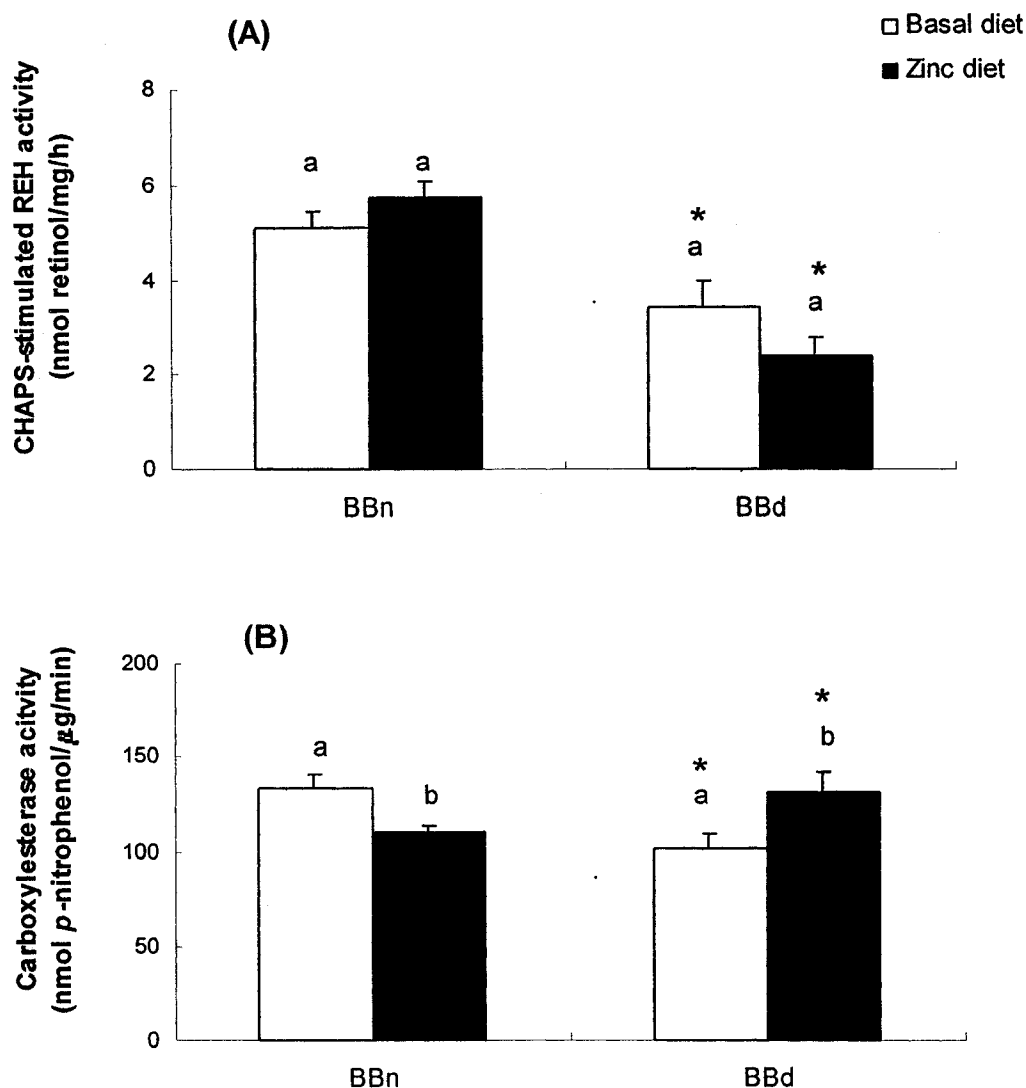 (A)
Basal diet
Zinc diet
CHAPS-stimulated REH activity
(nmol retinol/mg/h)
8
6
4
2
0
a
a
*
a
*
a
BBn
BBd
(B)
Carboxylesterase acitvity
(nmol p-nitrophenol/µg/min)
200
150
100
50
0
a
b
*
a
*
b
BBn
BBd